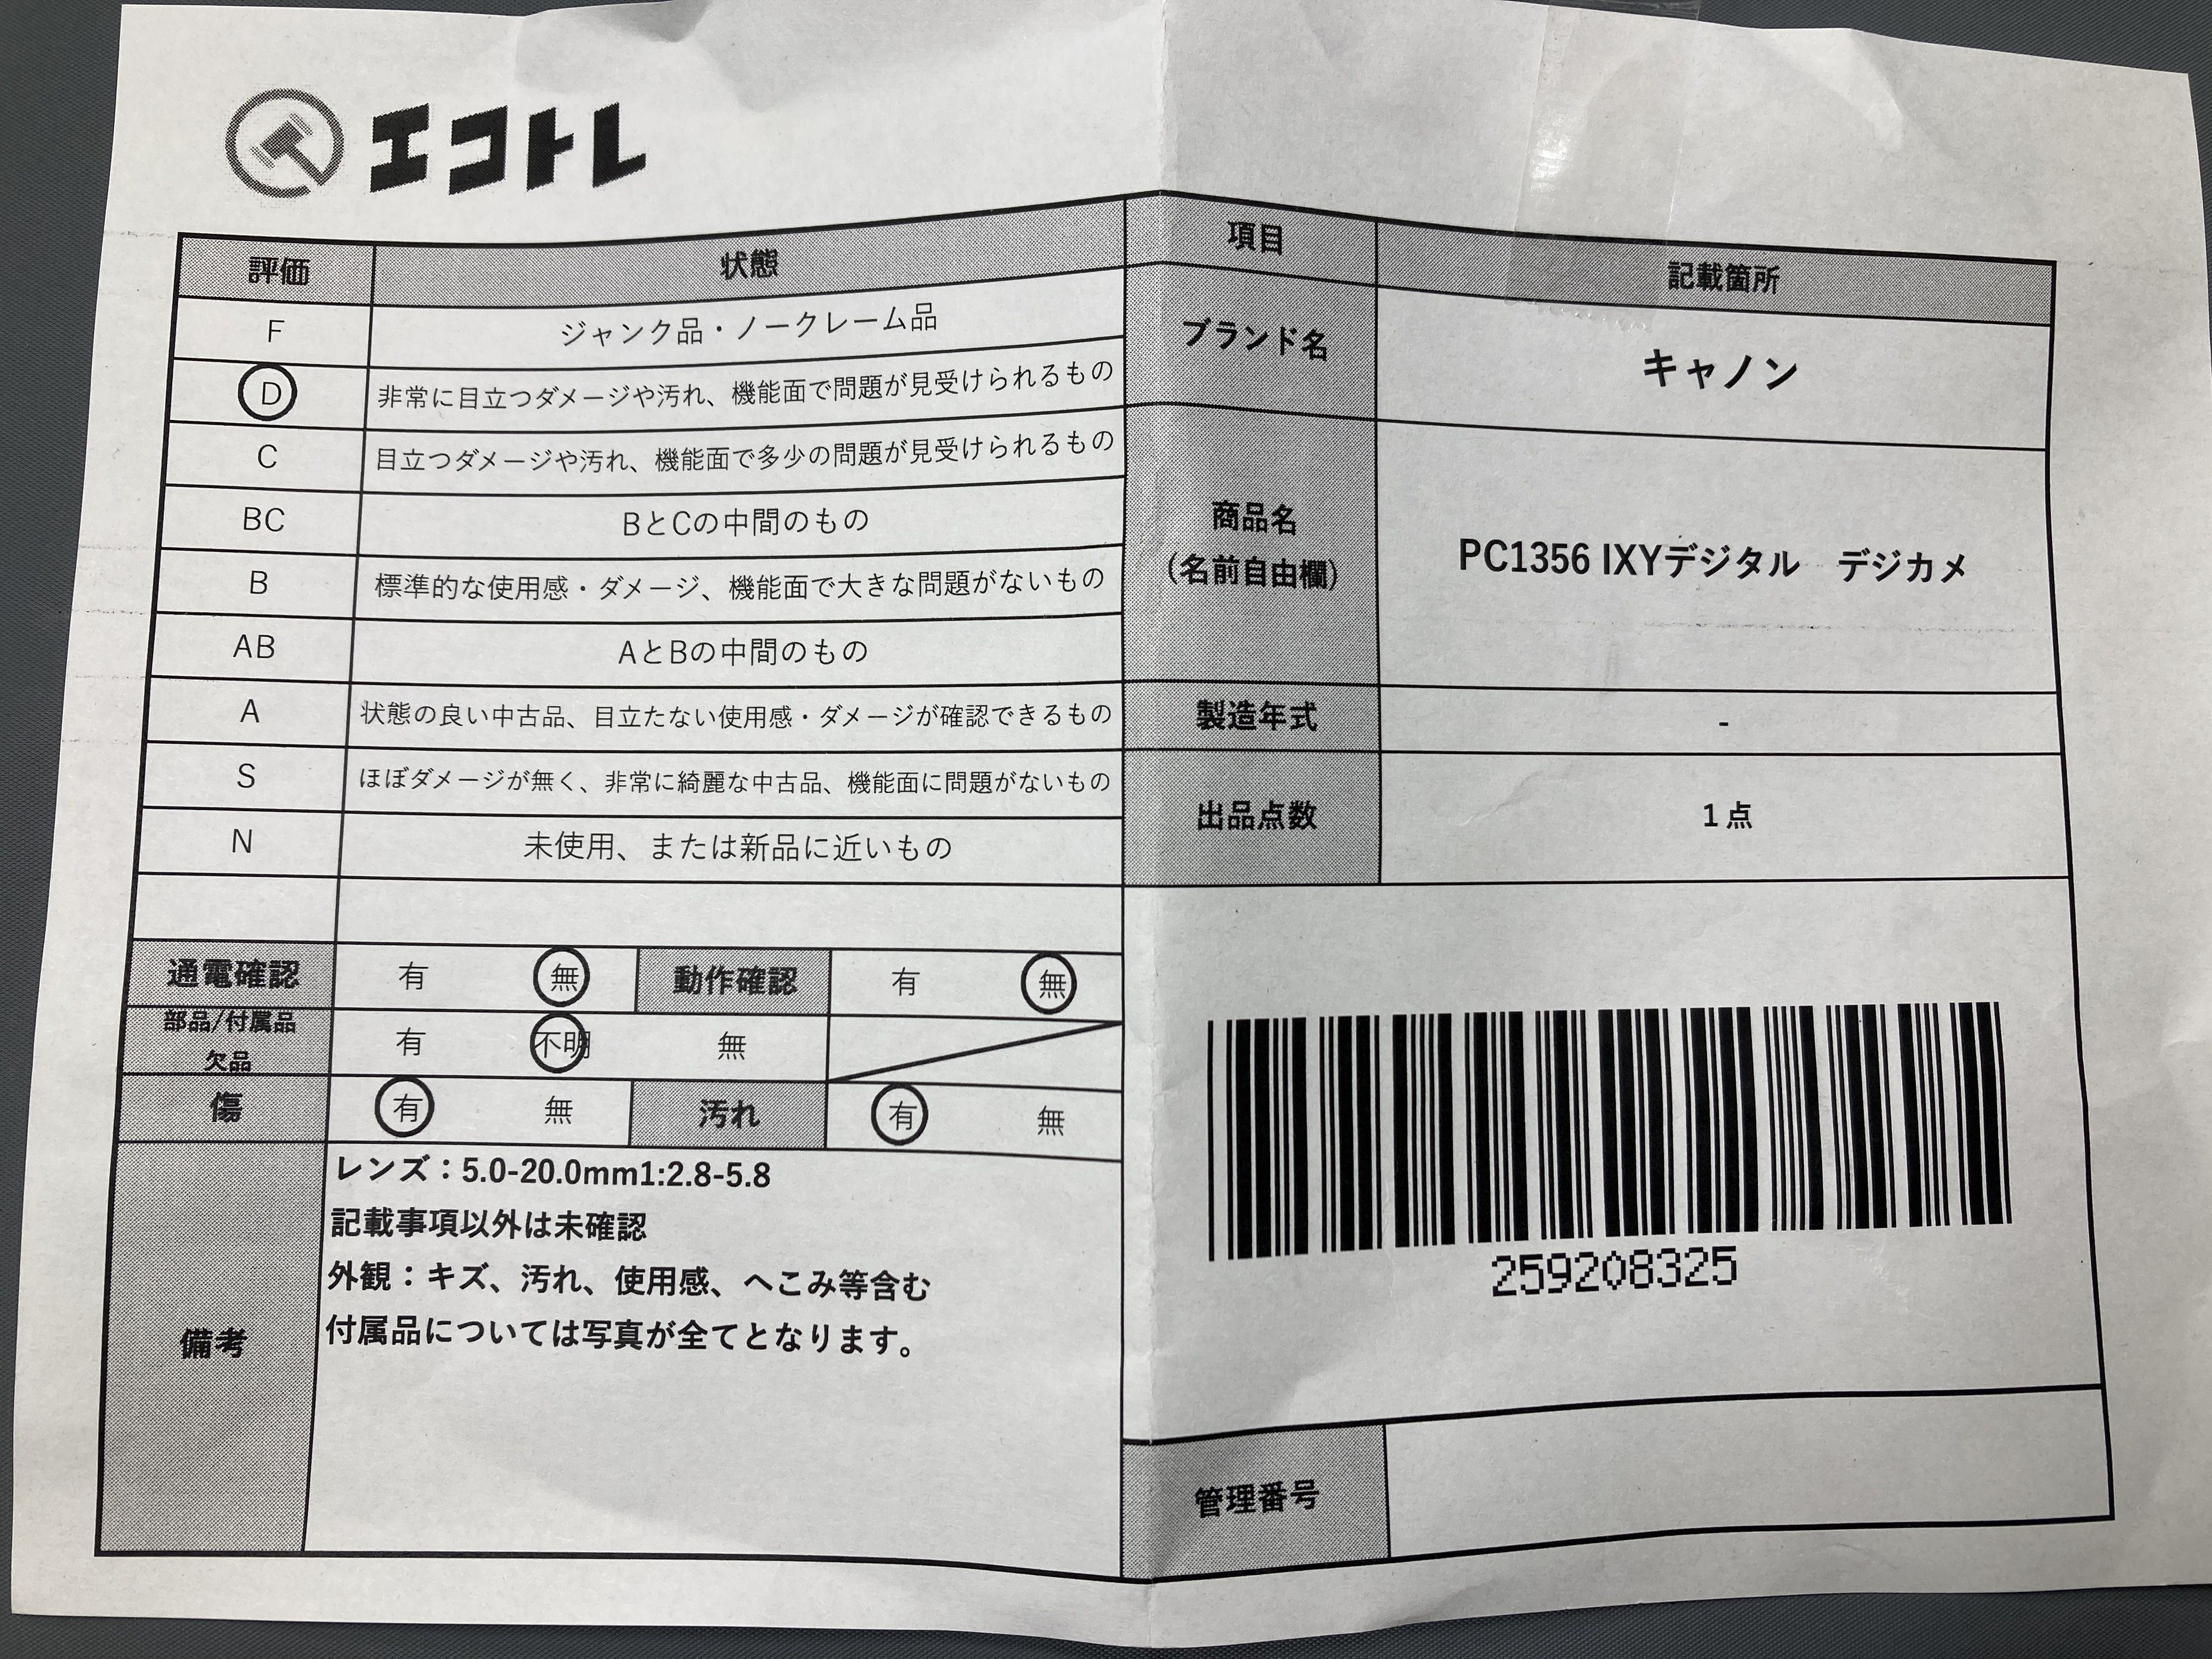 エコトレ
評価 状態
F ジャンク品・ノークレーム品
D 非常に目立つダメージや汚れ、機能面で問題が見受けられるもの
C 目立つダメージや汚れ、機能面で多少の問題が見受けられるもの
BC BとCの中間のもの
B 標準的な使用感・ダメージ、機能面で大きな問題がないもの
AB AとBの中間のもの
A 状態の良い中古品、目立たない使用感・ダメージが確認できるもの
S ほぼダメージが無く、非常に綺麗な中古品、機能面に問題がないもの
N 未使用、または新品に近いもの
通電確認 有 無 動作確認 有 無
部品/付属品
欠品 有 不明 無
傷 有 無 汚れ 有 無
備考
レンズ：5.0-20.0mm1:2.8-5.8
記載事項以外は未確認
外観：キズ、汚れ、使用感、へこみ等含む
付属品については写真が全てとなります。
項目 記載箇所
ブランド名 キャノン
商品名
（名前自由欄）
PC1356 IXYデジタル　デジカメ
製造年式 -
出品点数 1 点
259208325
管理番号